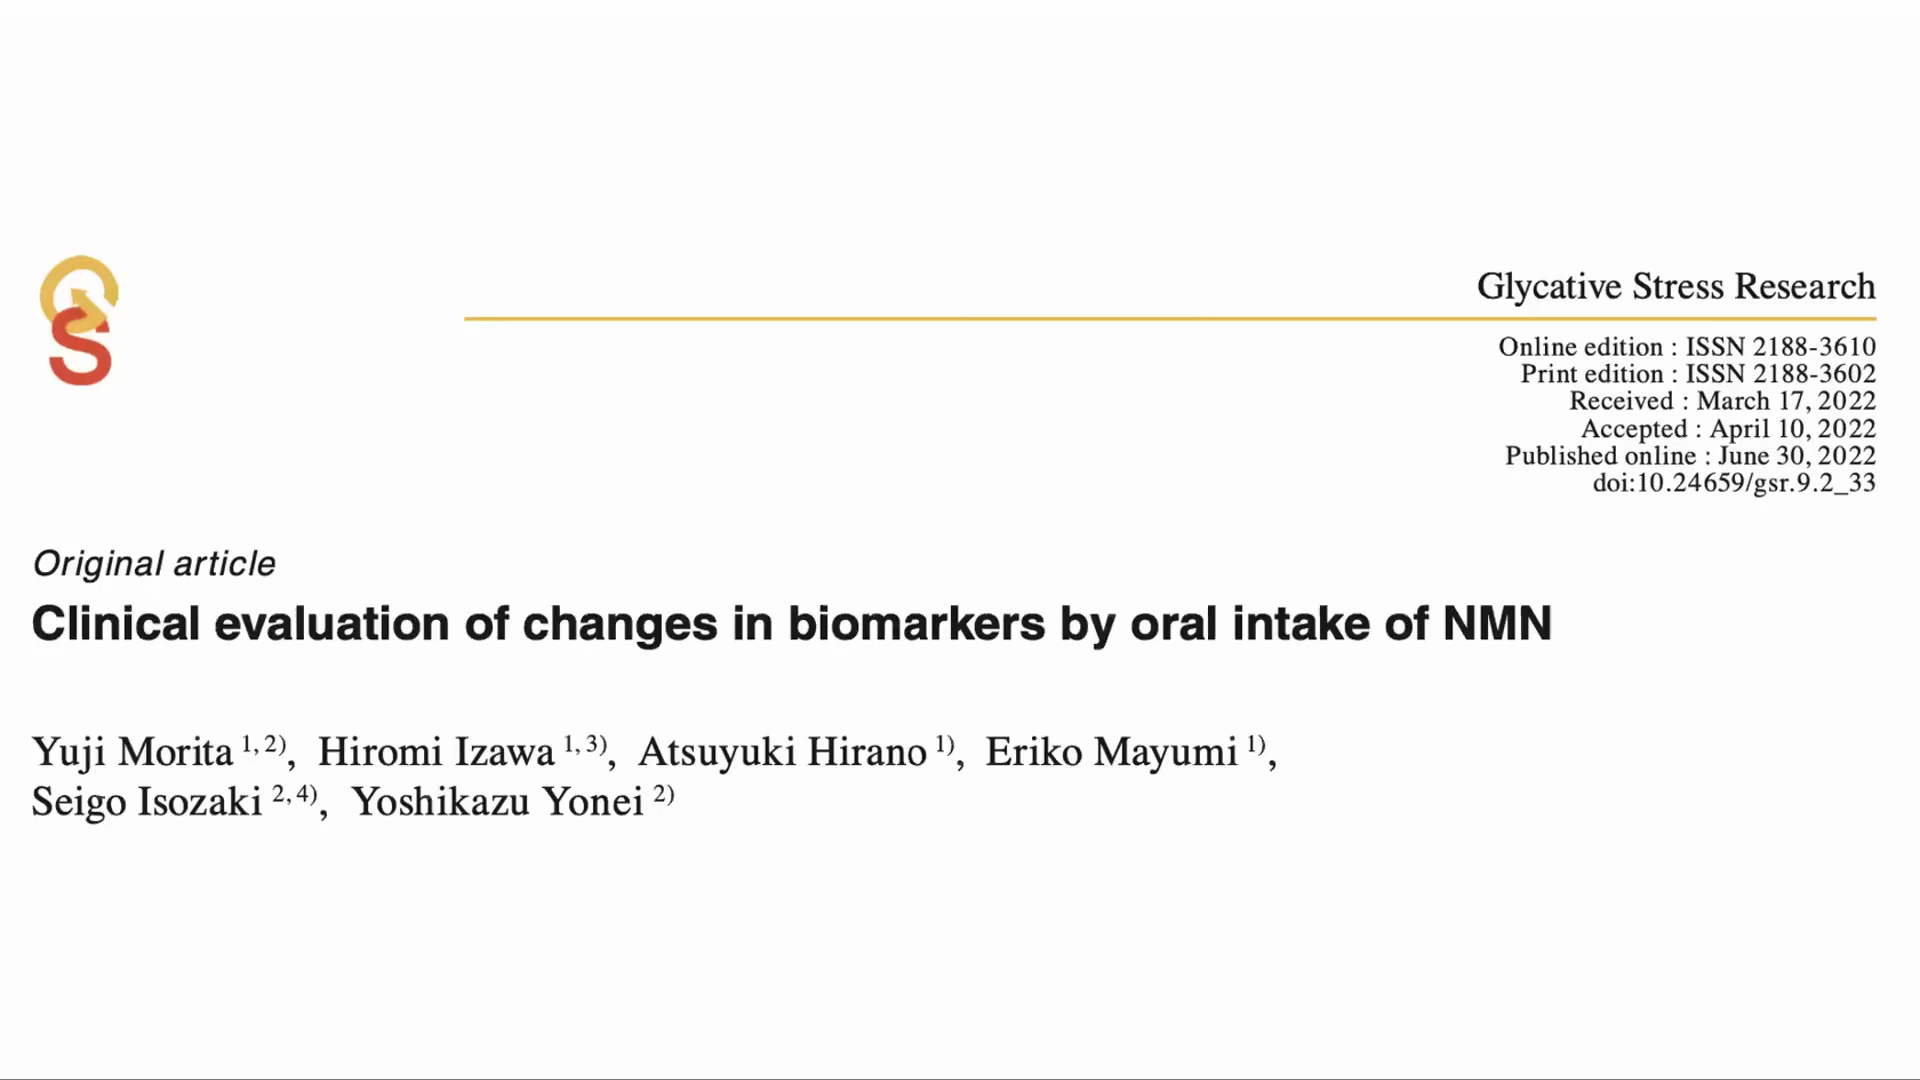 Glycative Stress Research
Online edition : ISSN 2188-3610
Print edition : ISSN 2188-3602
Received : March 17, 2022
Accepted : April 10, 2022
Published online : June 30, 2022
doi:10.24659/gsr.9.2_33
Original article
Clinical evaluation of changes in biomarkers by oral intake of NMN
Yuji Morita 1, 2), Hiromi Izawa 1, 3), Atsuyuki Hirano 1), Eriko Mayumi 1),
Seigo Isozaki 2, 4), Yoshikazu Yonei 2)